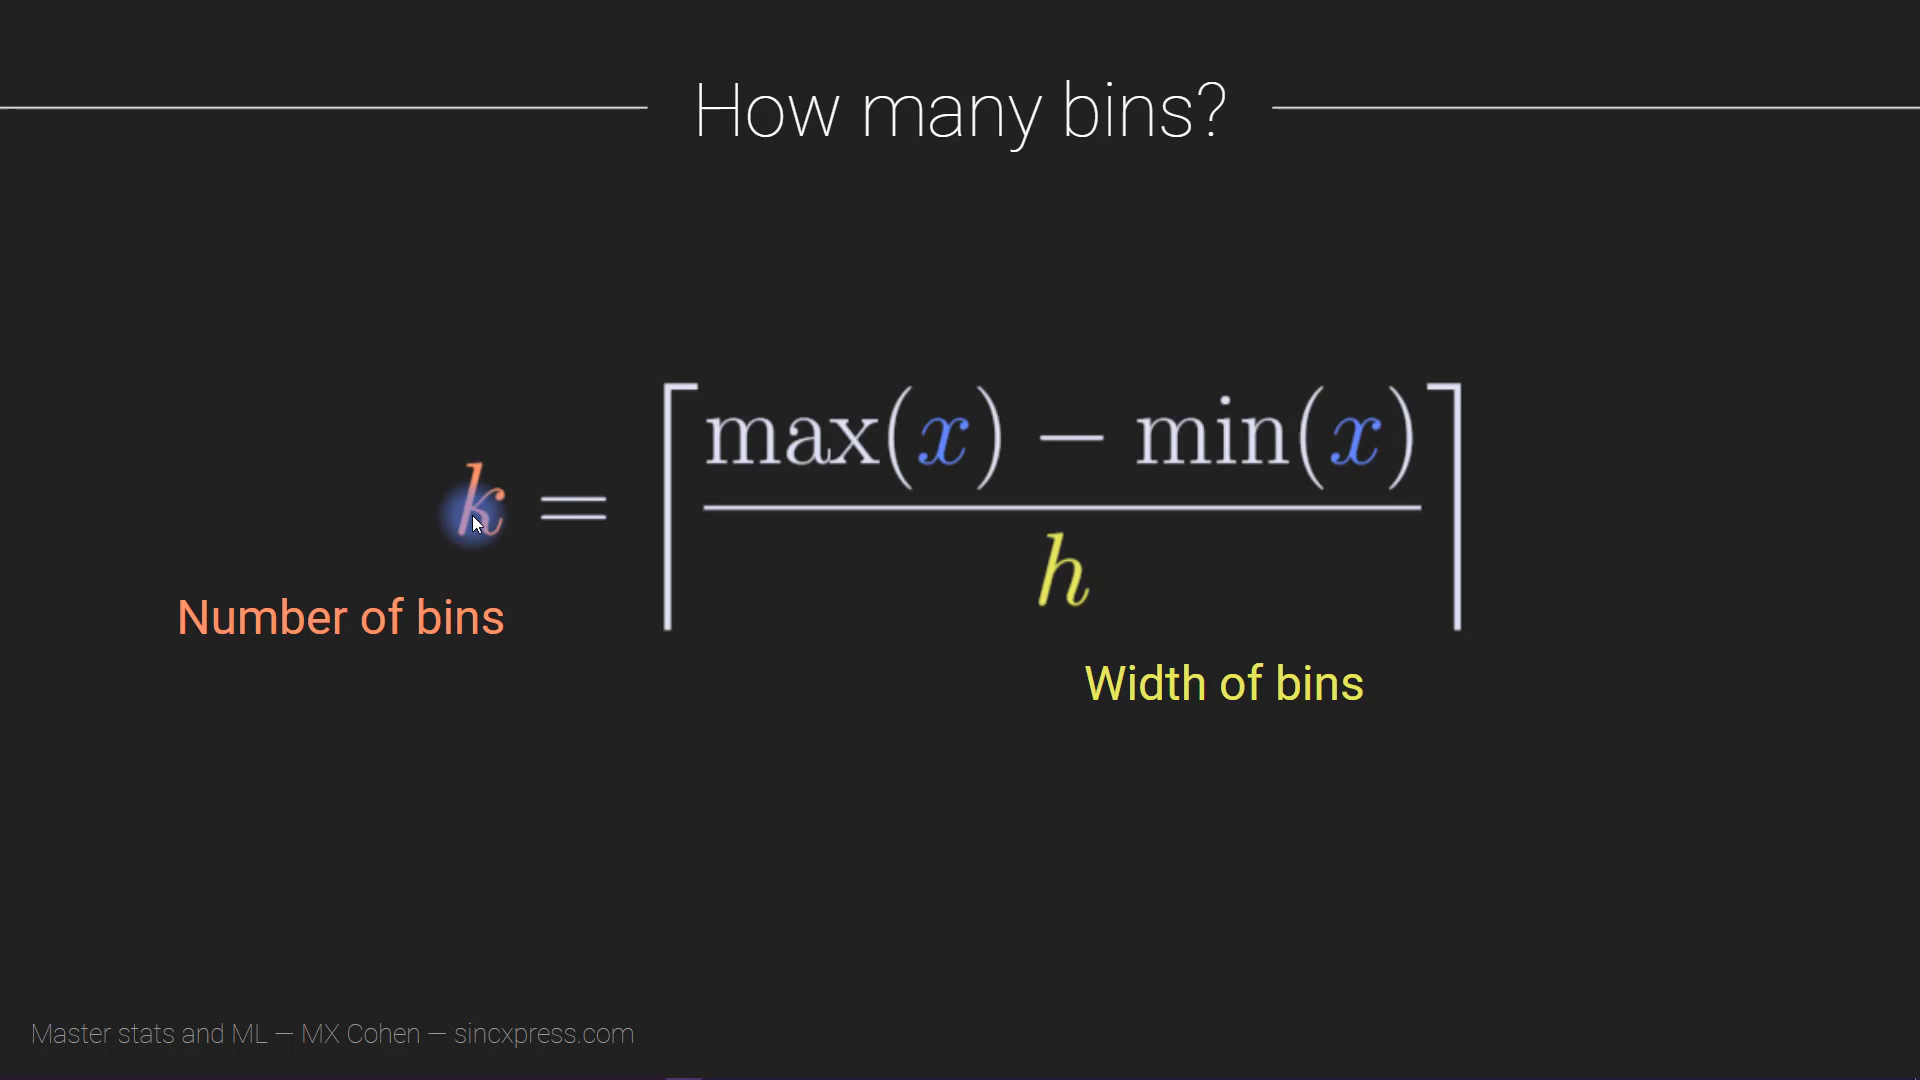 How many bins?
k = ⌈ (max(x) − min(x)) / h ⌉
Number of bins
Width of bins
Master stats and ML — MX Cohen — sincxpress.com